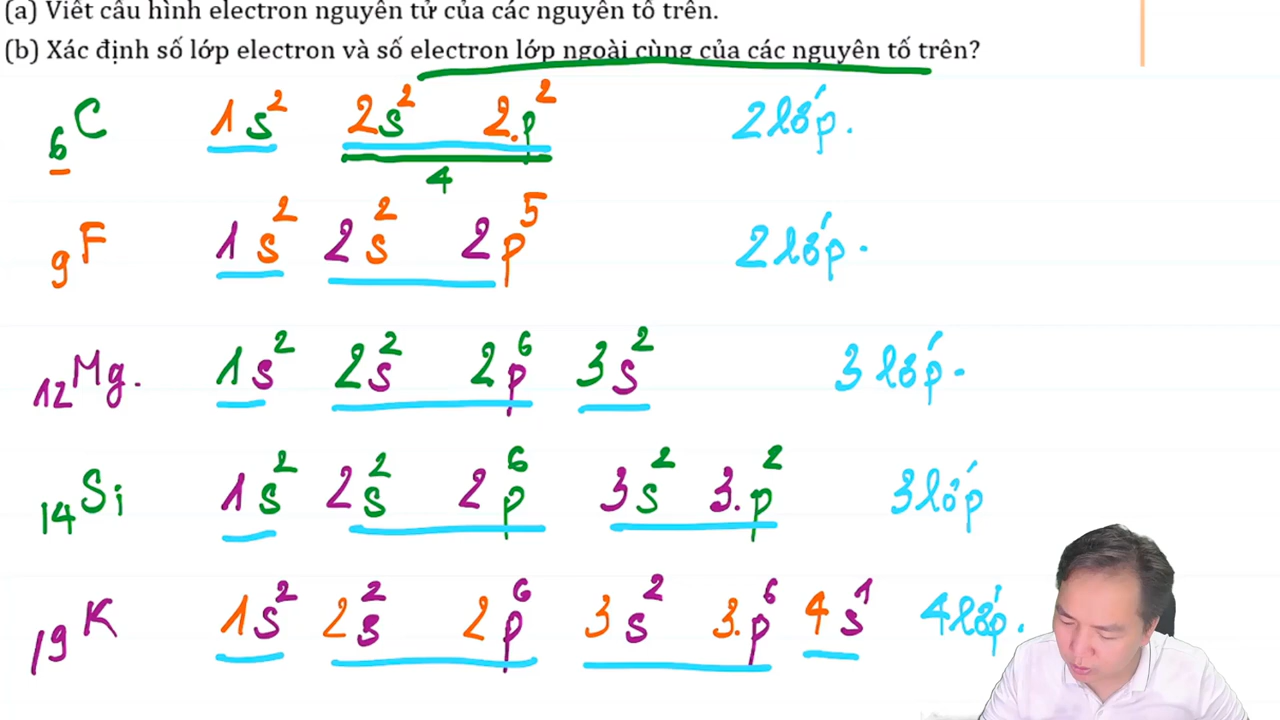 (a) Viết cấu hình electron nguyên tử của các nguyên tố trên.
(b) Xác định số lớp electron và số electron lớp ngoài cùng của các nguyên tố trên?
₆C 1s² 2s² 2p² 2 lớp.
4
₉F 1s² 2s² 2p⁵ 2 lớp.
₁₂Mg. 1s² 2s² 2p⁶ 3s² 3 lớp.
₁₄Si 1s² 2s² 2p⁶ 3s² 3p² 3 lớp
₁₉K 1s² 2s² 2p⁶ 3s² 3p⁶ 4s¹ 4 lớp.